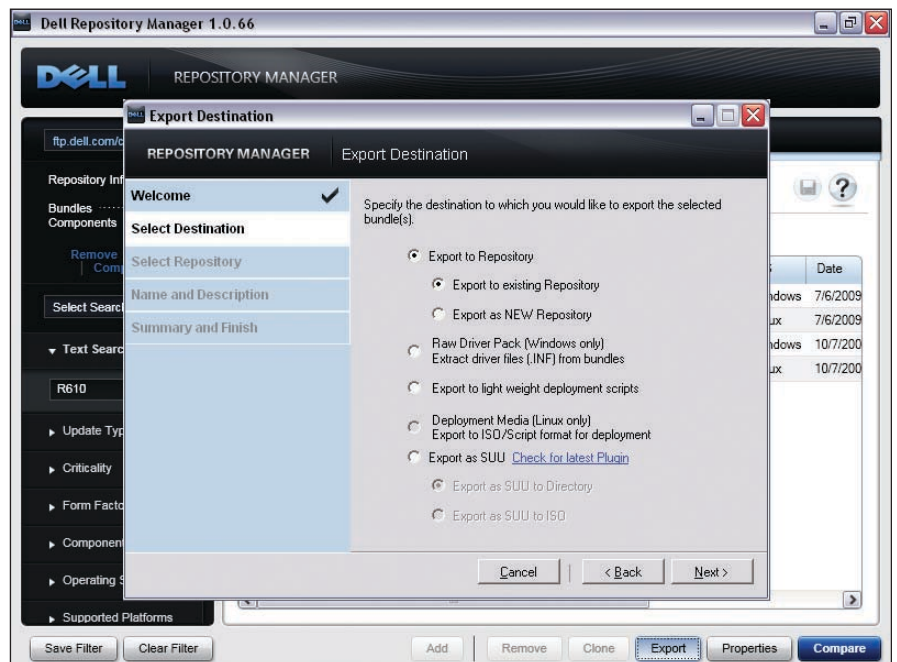 Dell Repository Manager 1.0.66
DELL REPOSITORY MANAGER
Export Destination
REPOSITORY MANAGER Export Destination
ftp.dell.com/c
Repository Inf
Bundles
Components
Remove
Com
Select Searc
Text Searc
R610
Update Typ
Criticality
Form Facto
Component
Operating S
Supported Platforms
Welcome
Select Destination
Select Repository
Name and Description
Summary and Finish
Specify the destination to which you would like to export the selected
bundle(s).
Export to Repository
Export to existing Repository
Export as NEW Repository
Raw Driver Pack (Windows only)
Extract driver files (.INF) from bundles
Export to light weight deployment scripts
Deployment Media (Linux only)
Export to ISO/Script format for deployment
Export as SUU Check for latest Plugin
Export as SUU to Directory
Export as SUU to ISO
Cancel < Back Next >
Date
ndows 7/6/2009
ux 7/6/2009
ndows 10/7/200
ux 10/7/200
Save Filter Clear Filter Add Remove Clone Export Properties Compare